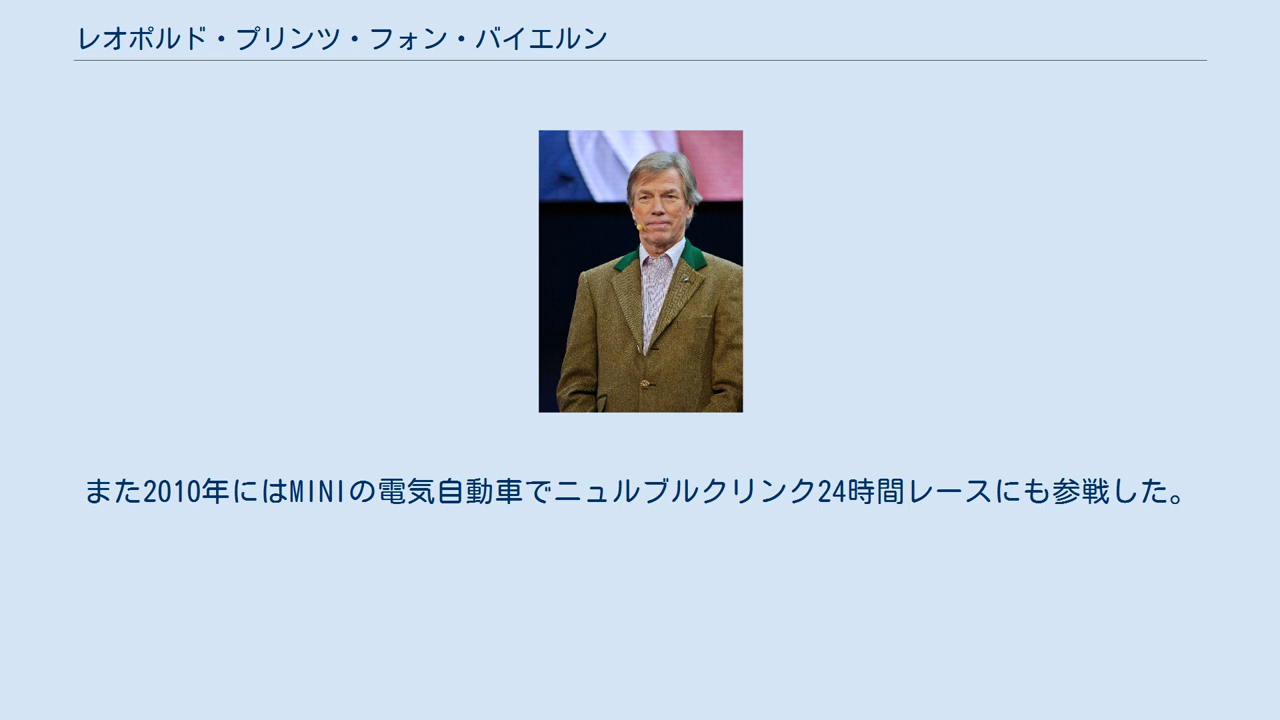 レオポルド・プリンツ・フォン・バイエルン
また2010年にはMINIの電気自動車でニュルブルクリンク24時間レースにも参戦した。